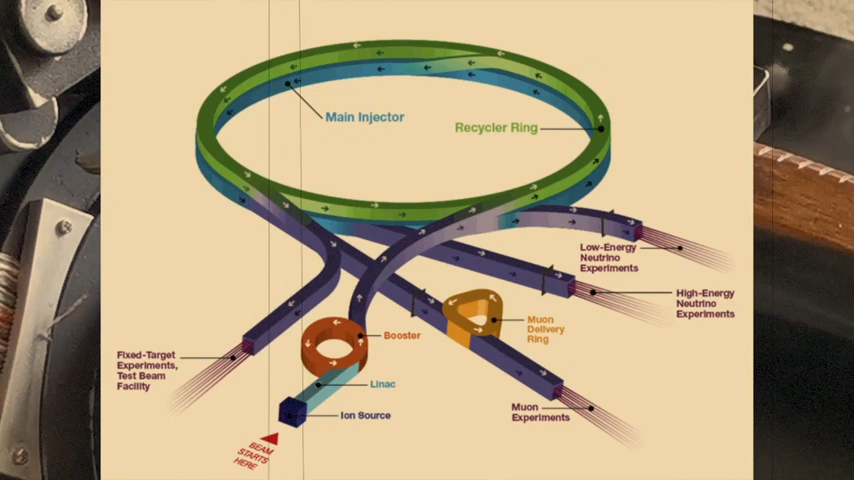 Main Injector
Recycler Ring
Low-Energy
Neutrino
Experiments
High-Energy
Neutrino
Experiments
Muon
Delivery
Ring
Booster
Fixed-Target
Experiments,
Test Beam
Facility
Linac
Muon
Experiments
Ion Source
BEAM
STARTS
HERE